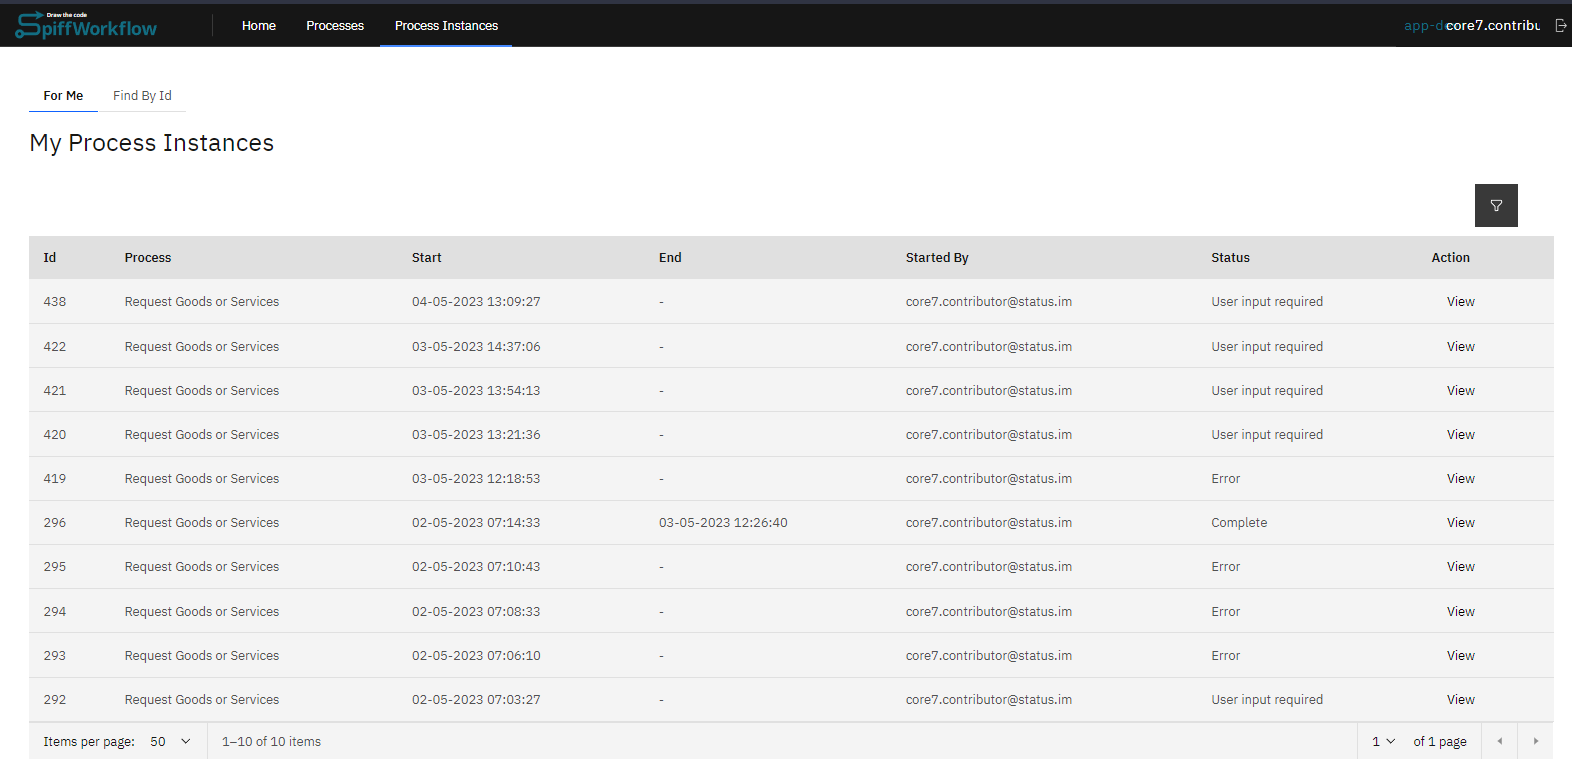 Draw the code
SpiffWorkflow
Home Processes Process Instances
core7.contribu
For Me Find By Id
My Process Instances
Id Process Start End Started By Status Action
438 Request Goods or Services 04-05-2023 13:09:27 - core7.contributor@status.im User input required View
422 Request Goods or Services 03-05-2023 14:37:06 - core7.contributor@status.im User input required View
421 Request Goods or Services 03-05-2023 13:54:13 - core7.contributor@status.im User input required View
420 Request Goods or Services 03-05-2023 13:21:36 - core7.contributor@status.im User input required View
419 Request Goods or Services 03-05-2023 12:18:53 - core7.contributor@status.im Error View
296 Request Goods or Services 02-05-2023 07:14:33 03-05-2023 12:26:40 core7.contributor@status.im Complete View
295 Request Goods or Services 02-05-2023 07:10:43 - core7.contributor@status.im Error View
294 Request Goods or Services 02-05-2023 07:08:33 - core7.contributor@status.im Error View
293 Request Goods or Services 02-05-2023 07:06:10 - core7.contributor@status.im Error View
292 Request Goods or Services 02-05-2023 07:03:27 - core7.contributor@status.im User input required View
Items per page: 50 1–10 of 10 items 1 of 1 page